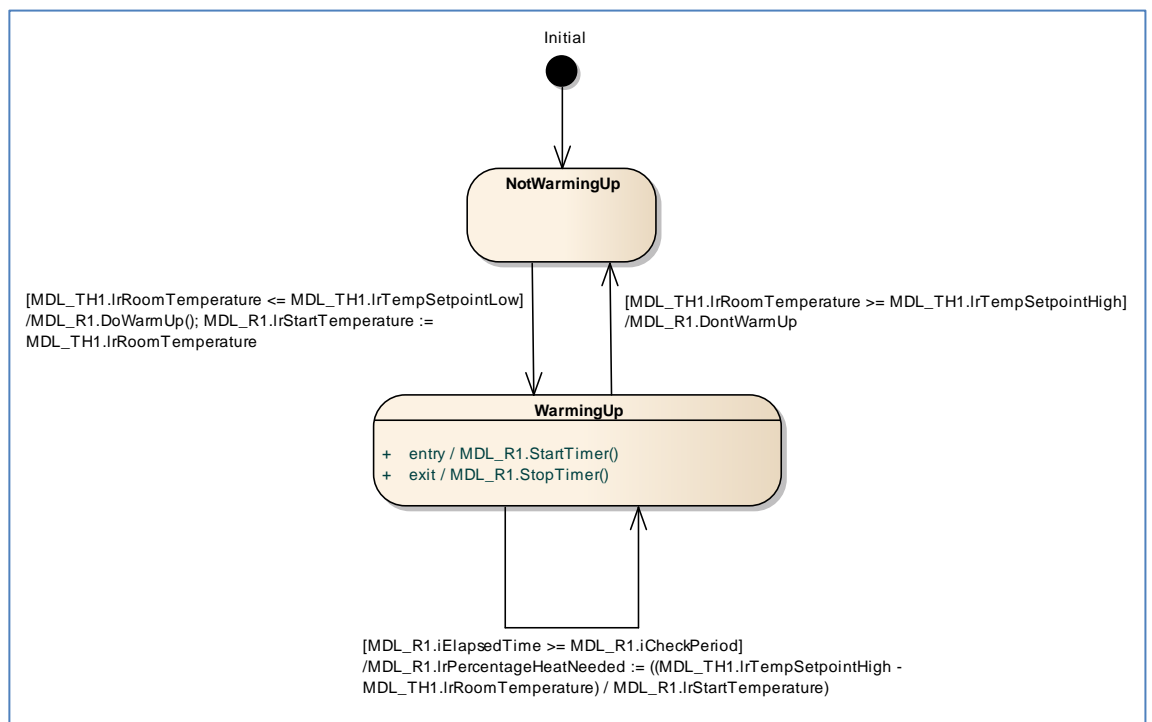 Initial
NotWarmingUp
[MDL_TH1.lrRoomTemperature <= MDL_TH1.lrTempSetpointLow]
/MDL_R1.DoWarmUp(); MDL_R1.lrStartTemperature :=
MDL_TH1.lrRoomTemperature
[MDL_TH1.lrRoomTemperature >= MDL_TH1.lrTempSetpointHigh]
/MDL_R1.DontWarmUp
WarmingUp
+ entry / MDL_R1.StartTimer()
+ exit / MDL_R1.StopTimer()
[MDL_R1.iElapsedTime >= MDL_R1.iCheckPeriod]
/MDL_R1.lrPercentageHeatNeeded := ((MDL_TH1.lrTempSetpointHigh -
MDL_TH1.lrRoomTemperature) / MDL_R1.lrStartTemperature)